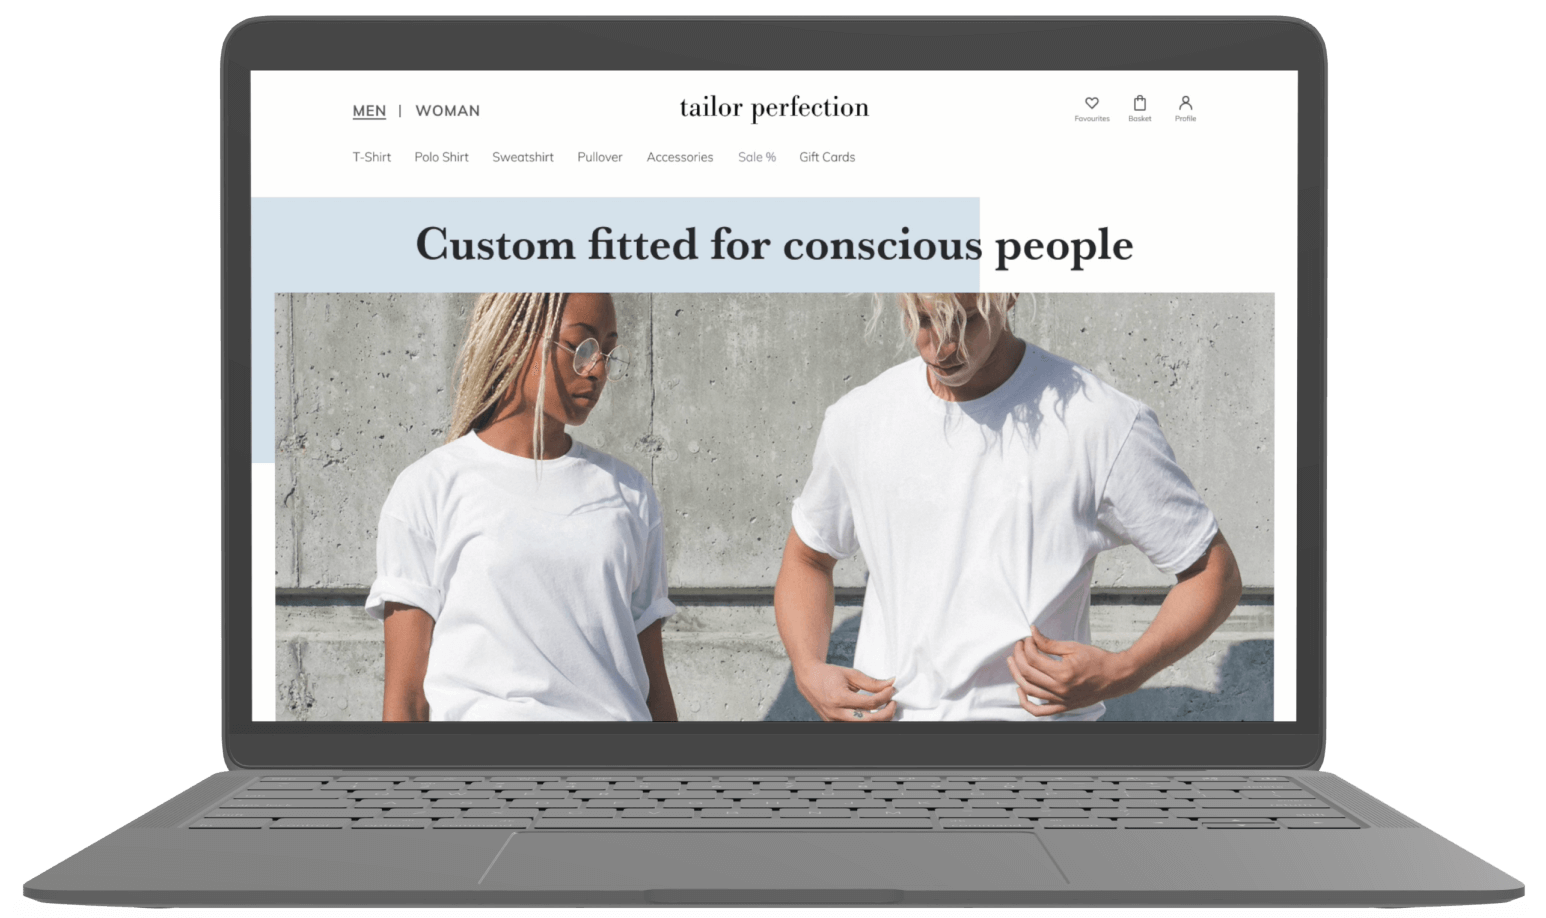 MEN | WOMAN
tailor perfection
Favourites Basket Profile
T-Shirt Polo Shirt Sweatshirt Pullover Accessories Sale % Gift Cards
Custom fitted for conscious people